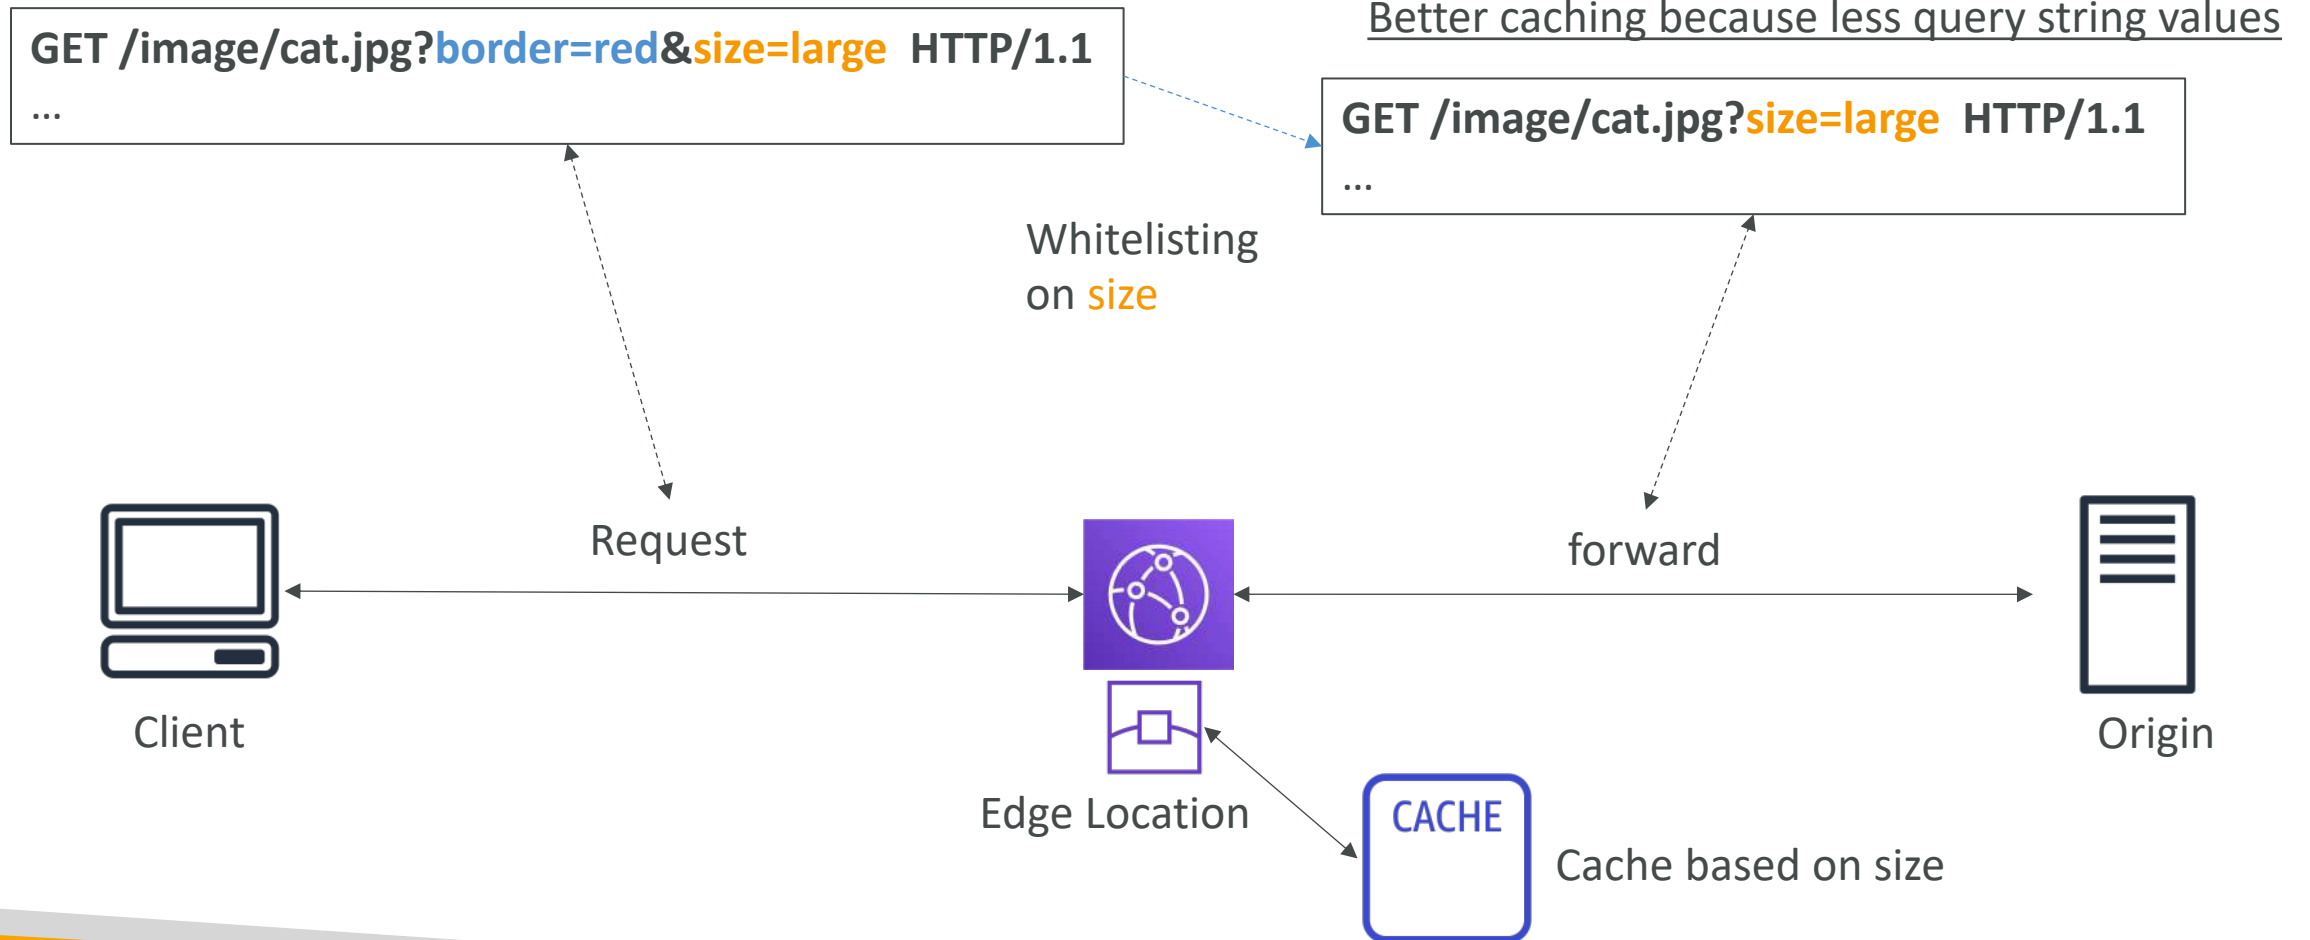 Better caching because less query string values
GET /image/cat.jpg?border=red&size=large HTTP/1.1
...
GET /image/cat.jpg?size=large HTTP/1.1
...
Whitelisting
on size
Request
forward
Client
Origin
Edge Location
CACHE
Cache based on size